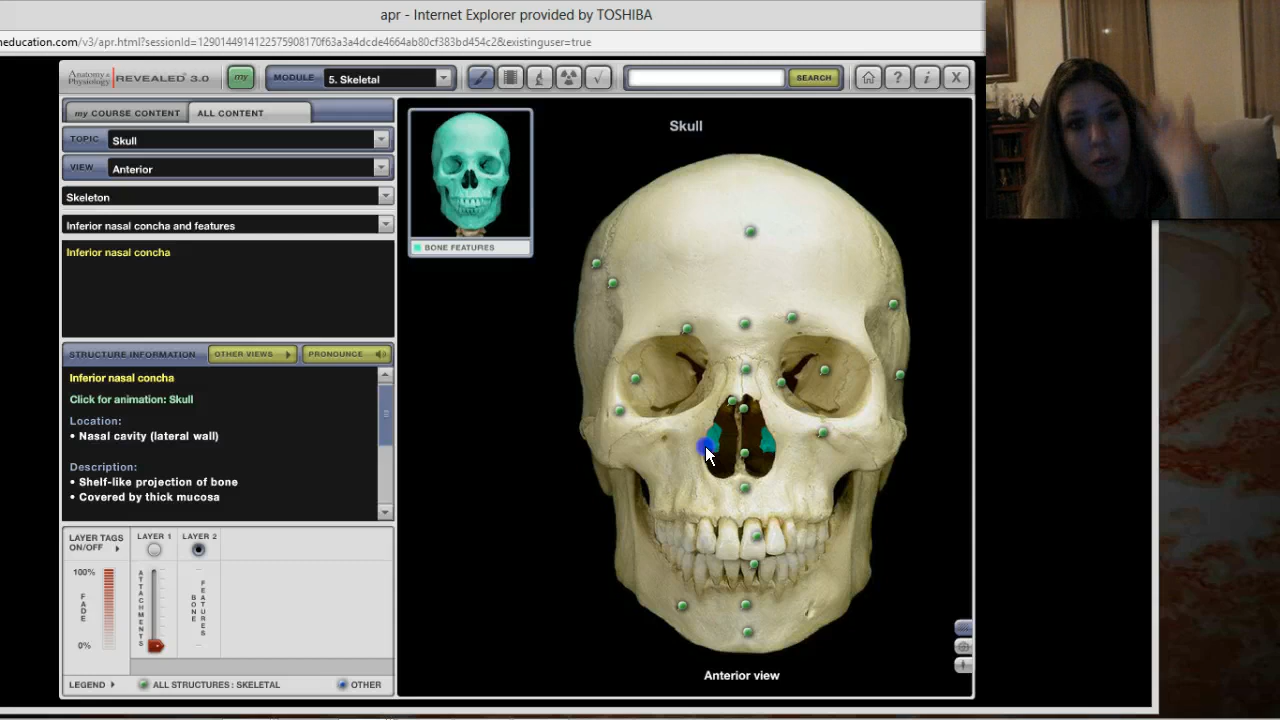 apr - Internet Explorer provided by TOSHIBA
neducation.com/v3/apr.html?sessionId=1290144914122575908170f63a3a4dcde4664ab80cf383bd454c2&existinguser=true
Anatomy & Physiology REVEALED 3.0
my
MODULE
5. Skeletal
SEARCH
?
i
X
my COURSE CONTENT
ALL CONTENT
TOPIC
Skull
VIEW
Anterior
Skeleton
Inferior nasal concha and features
Inferior nasal concha
STRUCTURE INFORMATION
OTHER VIEWS
PRONOUNCE
Inferior nasal concha
Click for animation: Skull
Location:
• Nasal cavity (lateral wall)
Description:
• Shelf-like projection of bone
• Covered by thick mucosa
LAYER TAGS
ON/OFF
LAYER 1
LAYER 2
100%
FADE
0%
ATTACHMENTS
BONE
FEATURES
LEGEND
ALL STRUCTURES : SKELETAL
OTHER
BONE FEATURES
Skull
Anterior view